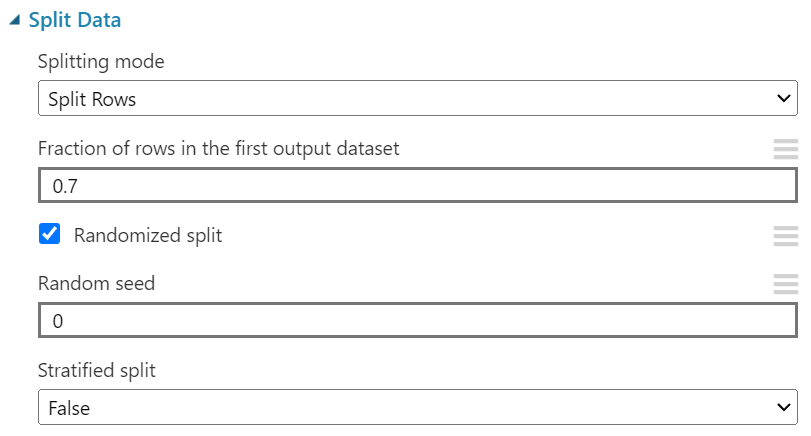 Split Data
Splitting mode
Split Rows
Fraction of rows in the first output dataset
0.7
Randomized split
Random seed
0
Stratified split
False